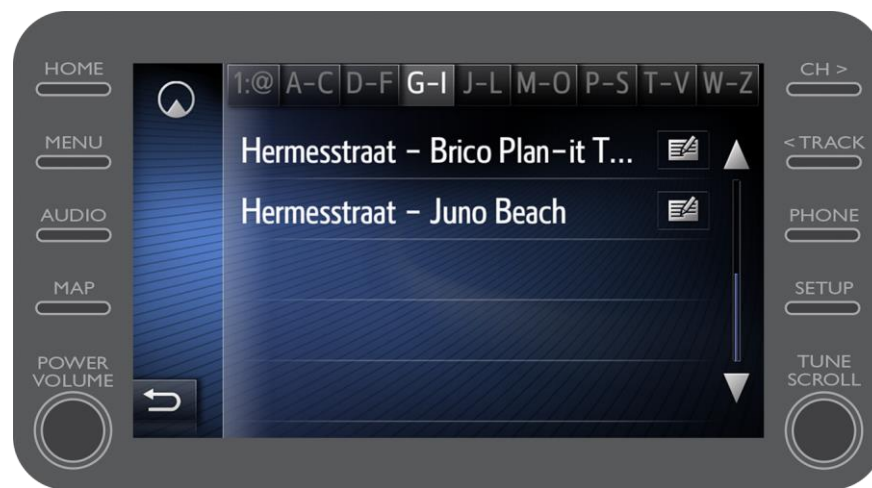 HOME
MENU
AUDIO
MAP
POWER
VOLUME
1:@ A-C D-F G-I J-L M-O P-S T-V W-Z
Hermesstraat - Brico Plan-it T...
Hermesstraat - Juno Beach
CH >
< TRACK
PHONE
SETUP
TUNE
SCROLL